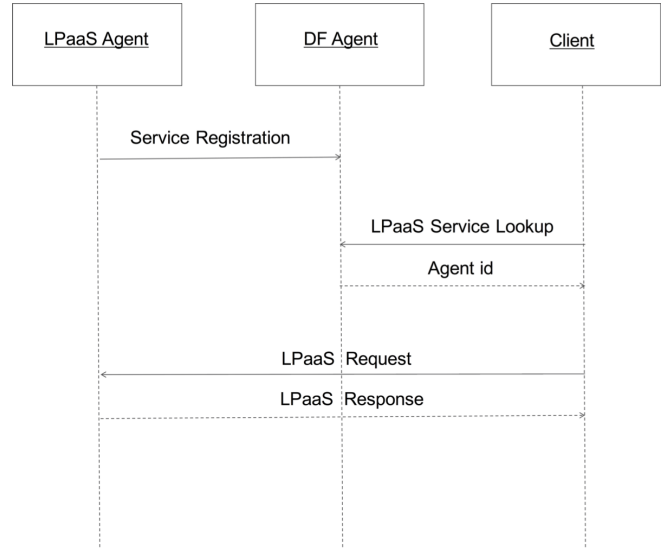 LPaaS Agent
DF Agent
Client
Service Registration
LPaaS Service Lookup
Agent id
LPaaS Request
LPaaS Response